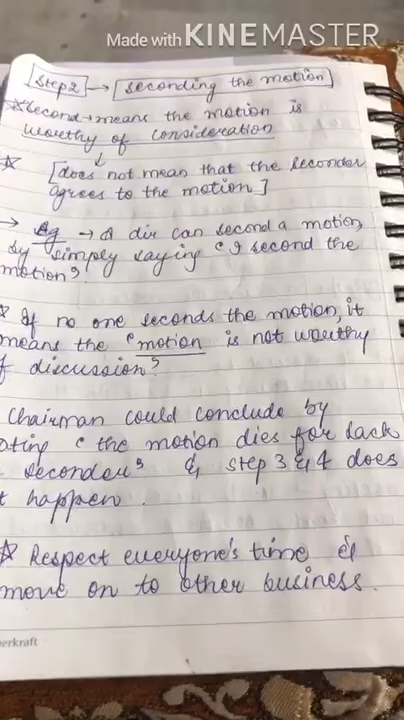 Made with KINEMASTER
[Step 2] → [seconding the motion]
☆ Second → means the motion is
worthy of consideration
↓
☆ [does not mean that the seconder
agrees to the motion]
→ Eg → A dir can second a motion
by simply saying "I second the
motion".
* If no one seconds the motion, it
means the "motion is not worthy
of discussion"
Chairman could conclude by
oting "the motion dies for lack
seconder" & step 3 & 4 does
t happen.
☆ Respect everyone's time &
move on to other business.
erkraft